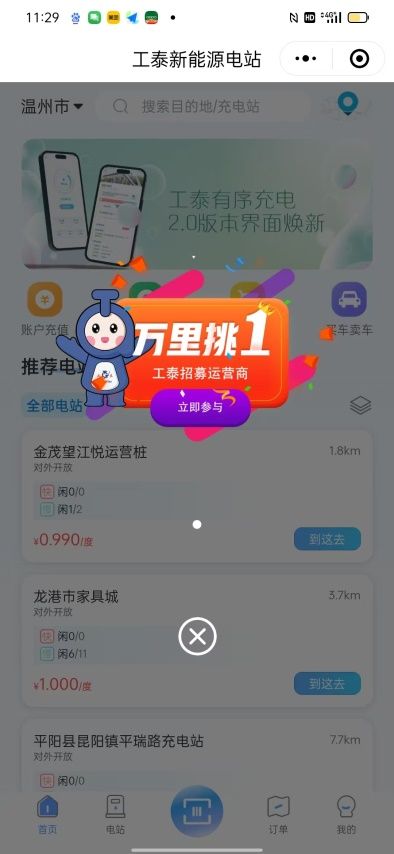 11:29
工泰新能源电站
温州市
搜索目的地/充电站
工泰有序充电
2.0版本界面焕新
账户充值
买车卖车
万里挑1
工泰招募运营商
立即参与
推荐电站
全部电站
金茂望江悦运营桩
1.8km
对外开放
快 闲0/0
慢 闲1/2
¥0.990/度
到这去
龙港市家具城
3.7km
对外开放
快 闲0/0
慢 闲6/11
¥1.000/度
到这去
平阳县昆阳镇平瑞路充电站
7.7km
对外开放
快 闲0/0
首页
电站
订单
我的